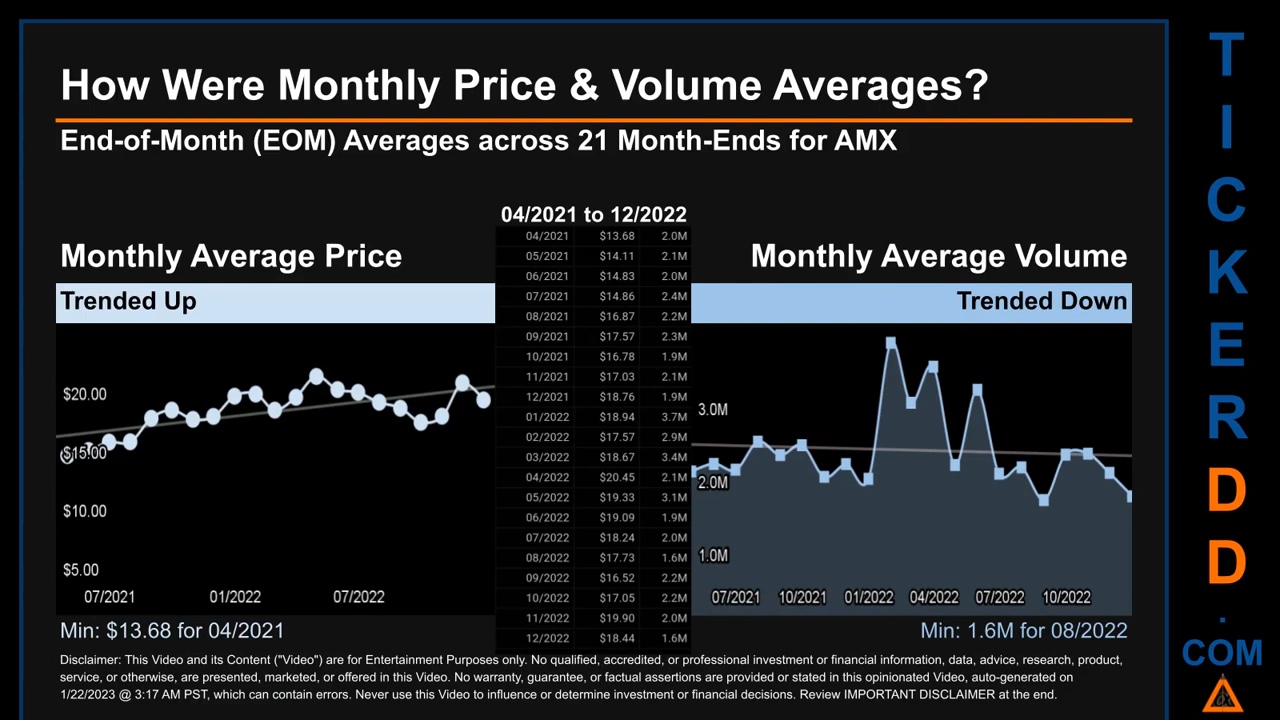 How Were Monthly Price & Volume Averages?
End-of-Month (EOM) Averages across 21 Month-Ends for AMX
04/2021 to 12/2022
Monthly Average Price
Trended Up
$20.00
$15.00
$10.00
$5.00
07/2021 01/2022 07/2022
Min: $13.68 for 04/2021
04/2021 $13.68 2.0M
05/2021 $14.11 2.1M
06/2021 $14.83 2.0M
07/2021 $14.86 2.4M
08/2021 $16.87 2.2M
09/2021 $17.57 2.3M
10/2021 $16.78 1.9M
11/2021 $17.03 2.1M
12/2021 $18.76 1.9M
01/2022 $18.94 3.7M
02/2022 $17.57 2.9M
03/2022 $18.67 3.4M
04/2022 $20.45 2.1M
05/2022 $19.33 3.1M
06/2022 $19.09 1.9M
07/2022 $18.24 2.0M
08/2022 $17.73 1.6M
09/2022 $16.52 2.2M
10/2022 $17.05 2.2M
11/2022 $19.90 2.0M
12/2022 $18.44 1.6M
Monthly Average Volume
Trended Down
3.0M
2.0M
1.0M
07/2021 10/2021 01/2022 04/2022 07/2022 10/2022
Min: 1.6M for 08/2022
Disclaimer: This Video and its Content ("Video") are for Entertainment Purposes only. No qualified, accredited, or professional investment or financial information, data, advice, research, product,
service, or otherwise, are presented, marketed, or offered in this Video. No warranty, guarantee, or factual assertions are provided or stated in this opinionated Video, auto-generated on
1/22/2023 @ 3:17 AM PST, which can contain errors. Never use this Video to influence or determine investment or financial decisions. Review IMPORTANT DISCLAIMER at the end.
T
I
C
K
E
R
D
D
.
COM